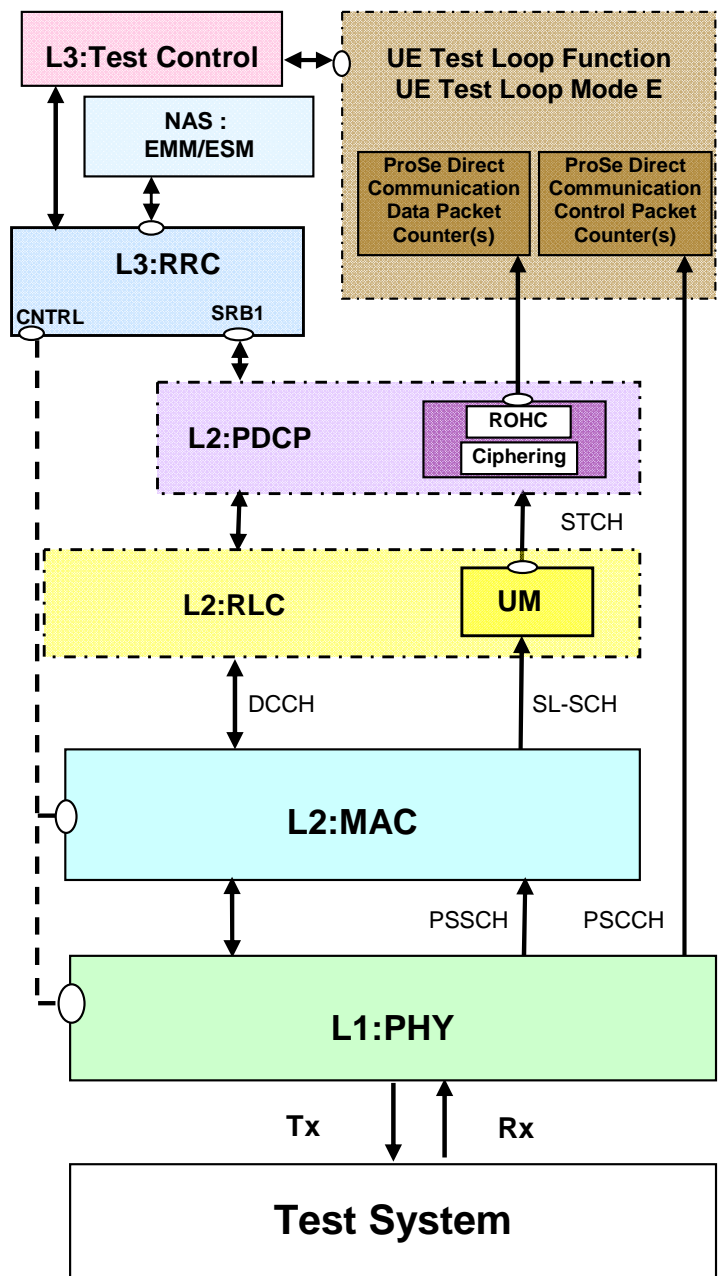 L3:Test Control
UE Test Loop Function
UE Test Loop Mode E
NAS :
EMM/ESM
ProSe Direct
Communication
Data Packet
Counter(s)
ProSe Direct
Communication
Control Packet
Counter(s)
L3:RRC
CNTRL
SRB1
L2:PDCP
ROHC
Ciphering
STCH
L2:RLC
UM
DCCH
SL-SCH
L2:MAC
PSSCH
PSCCH
L1:PHY
Tx
Rx
Test System